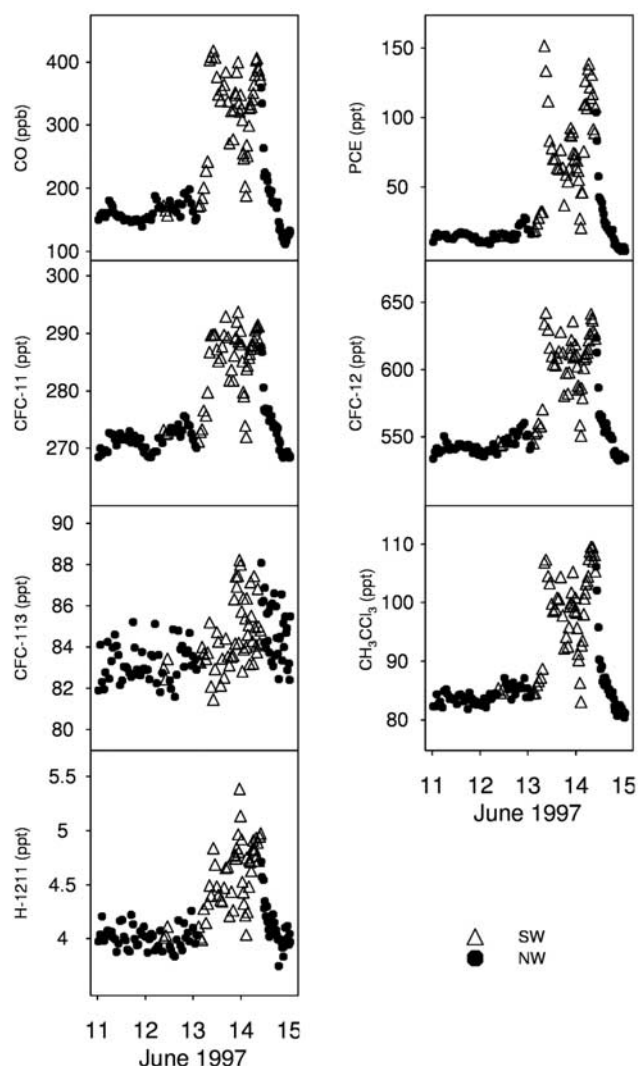 CO (ppb)
400
300
200
100
PCE (ppt)
150
100
50
CFC-11 (ppt)
300
290
280
270
CFC-12 (ppt)
650
600
550
CFC-113 (ppt)
90
88
86
84
82
80
CH₃CCl₃ (ppt)
110
100
90
80
11 12 13 14 15
June 1997
H-1211 (ppt)
5.5
5
4.5
4
11 12 13 14 15
June 1997
SW
NW